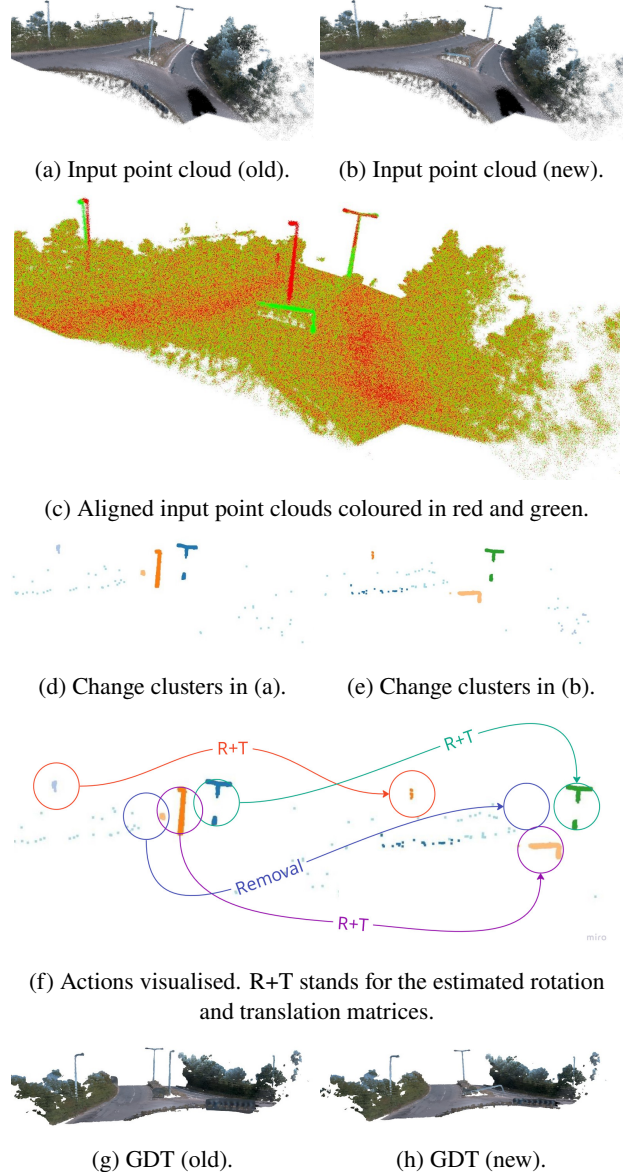 (a) Input point cloud (old).
(b) Input point cloud (new).
(c) Aligned input point clouds coloured in red and green.
(d) Change clusters in (a).
(e) Change clusters in (b).
R+T
R+T
Removal
R+T
miro
(f) Actions visualised. R+T stands for the estimated rotation
and translation matrices.
(g) GDT (old).
(h) GDT (new).